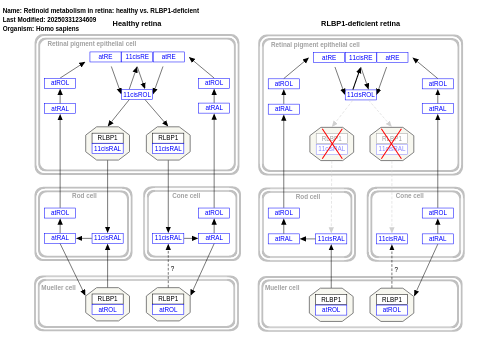 Name: Retinoid metabolism in retina: healthy vs. RLBP1-deficient
Last Modified: 20250331234609
Organism: Homo sapiens
Healthy retina
RLBP1-deficient retina
Retinal pigment epithelial cell
atRE
11cisRE
atRE
atROL
atROL
11cisROL
atRAL
atRAL
RLBP1
11cisRAL
RLBP1
11cisRAL
Rod cell
Cone cell
atROL
atROL
atRAL
11cisRAL
11cisRAL
atRAL
?
Mueller cell
RLBP1
atROL
RLBP1
atROL
Retinal pigment epithelial cell
atRE
11cisRE
atRE
atROL
atROL
11cisROL
atRAL
atRAL
RLBP1
11cisRAL
RLBP1
11cisRAL
Rod cell
Cone cell
atROL
atROL
atRAL
11cisRAL
11cisRAL
atRAL
?
Mueller cell
RLBP1
atROL
RLBP1
atROL